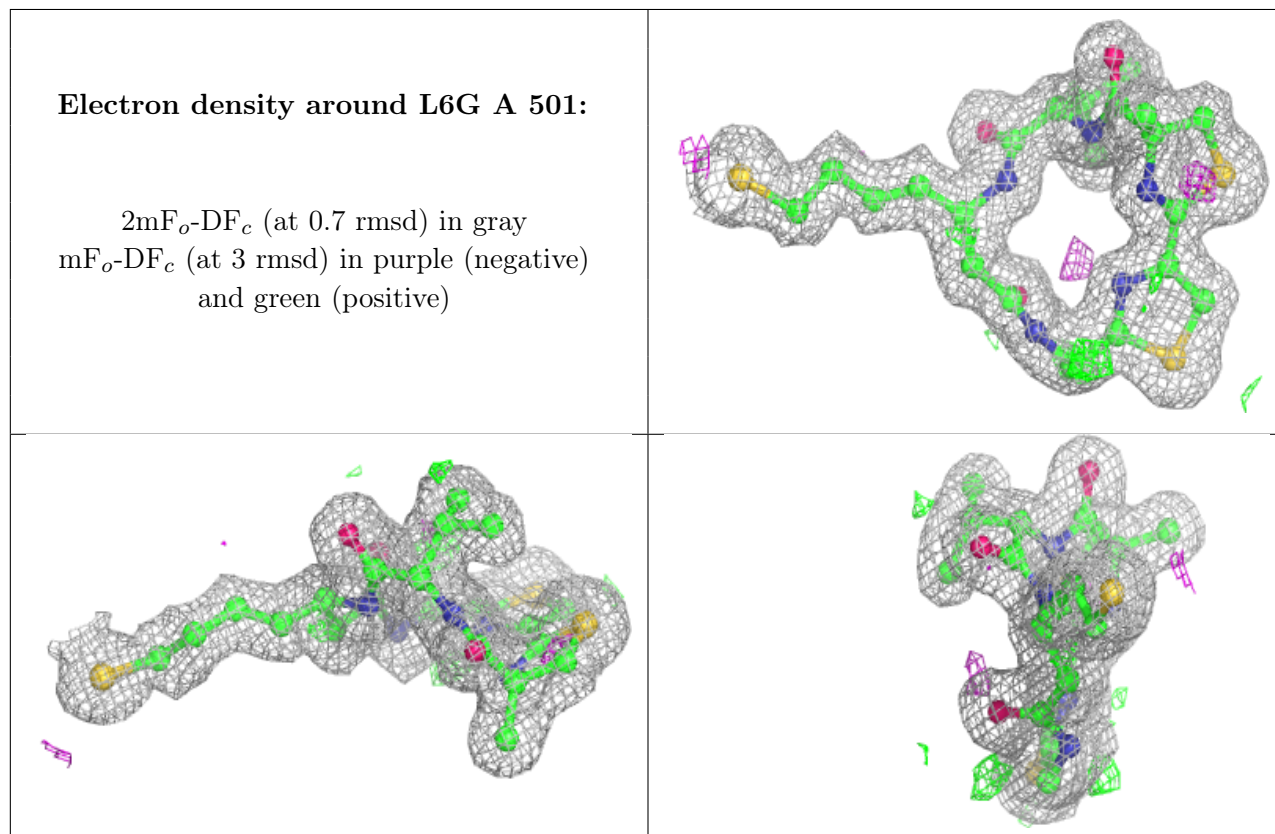 Electron density around L6G A 501:
2mFo-DFc (at 0.7 rmsd) in gray
mFo-DFc (at 3 rmsd) in purple (negative)
and green (positive)